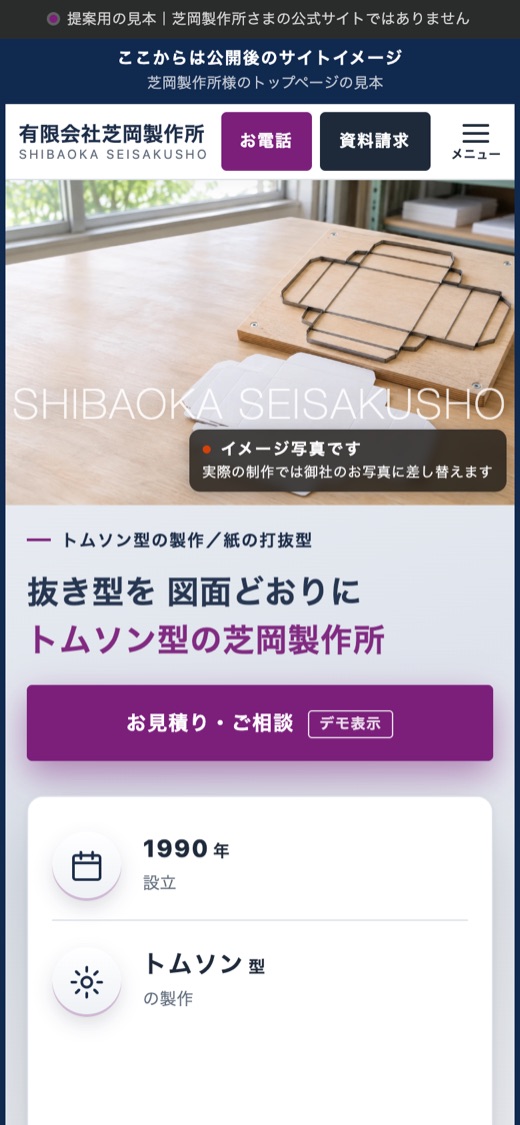 提案用の見本｜芝岡製作所さまの公式サイトではありません
ここからは公開後のサイトイメージ
芝岡製作所様のトップページの見本
有限会社芝岡製作所
SHIBAOKA SEISAKUSHO
お電話
資料請求
メニュー
SHIBAOKA SEISAKUSHO
イメージ写真です
実際の制作では御社のお写真に差し替えます
トムソン型の製作／紙の打抜型
抜き型を 図面どおりに
トムソン型の芝岡製作所
お見積り・ご相談 デモ表示
1990 年
設立
トムソン 型
の製作